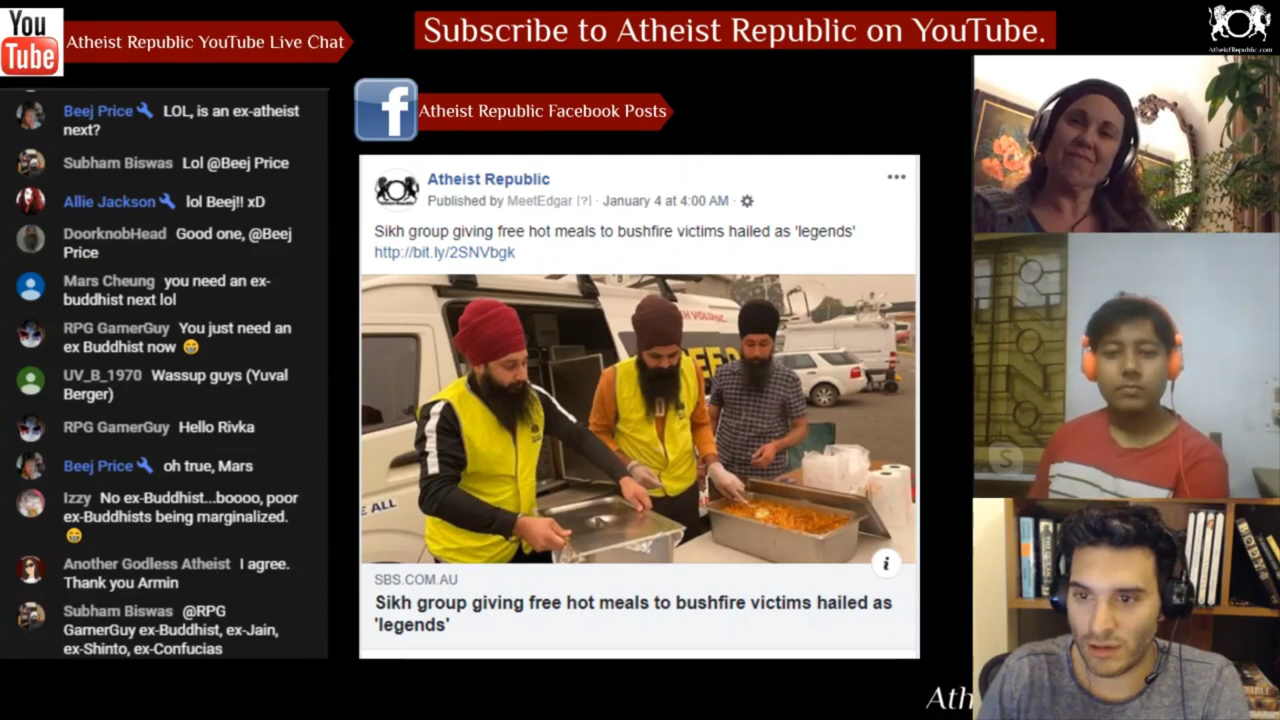 You
Tube
Atheist Republic YouTube Live Chat
Subscribe to Atheist Republic on YouTube.
AtheistRepublic.com
Beej Price LOL, is an ex-atheist
next?
Subham Biswas Lol @Beej Price
Allie Jackson lol Beej!! xD
DoorknobHead Good one, @Beej
Price
Mars Cheung you need an ex-
buddhist next lol
RPG GamerGuy You just need an
ex Buddhist now 😁
UV_B_1970 Wassup guys (Yuval
Berger)
RPG GamerGuy Hello Rivka
Beej Price oh true, Mars
Izzy No ex-Buddhist...boooo, poor
ex-Buddhists being marginalized.
😁
Another Godless Atheist I agree.
Thank you Armin
Subham Biswas @RPG
GamerGuy ex-Buddhist, ex-Jain,
ex-Shinto, ex-Confucias
f
Atheist Republic Facebook Posts
Atheist Republic
Published by MeetEdgar [?] · January 4 at 4:00 AM ·
Sikh group giving free hot meals to bushfire victims hailed as 'legends'
http://bit.ly/2SNVbgk
E ALL
i
SBS.COM.AU
Sikh group giving free hot meals to bushfire victims hailed as
'legends'
S
Ath